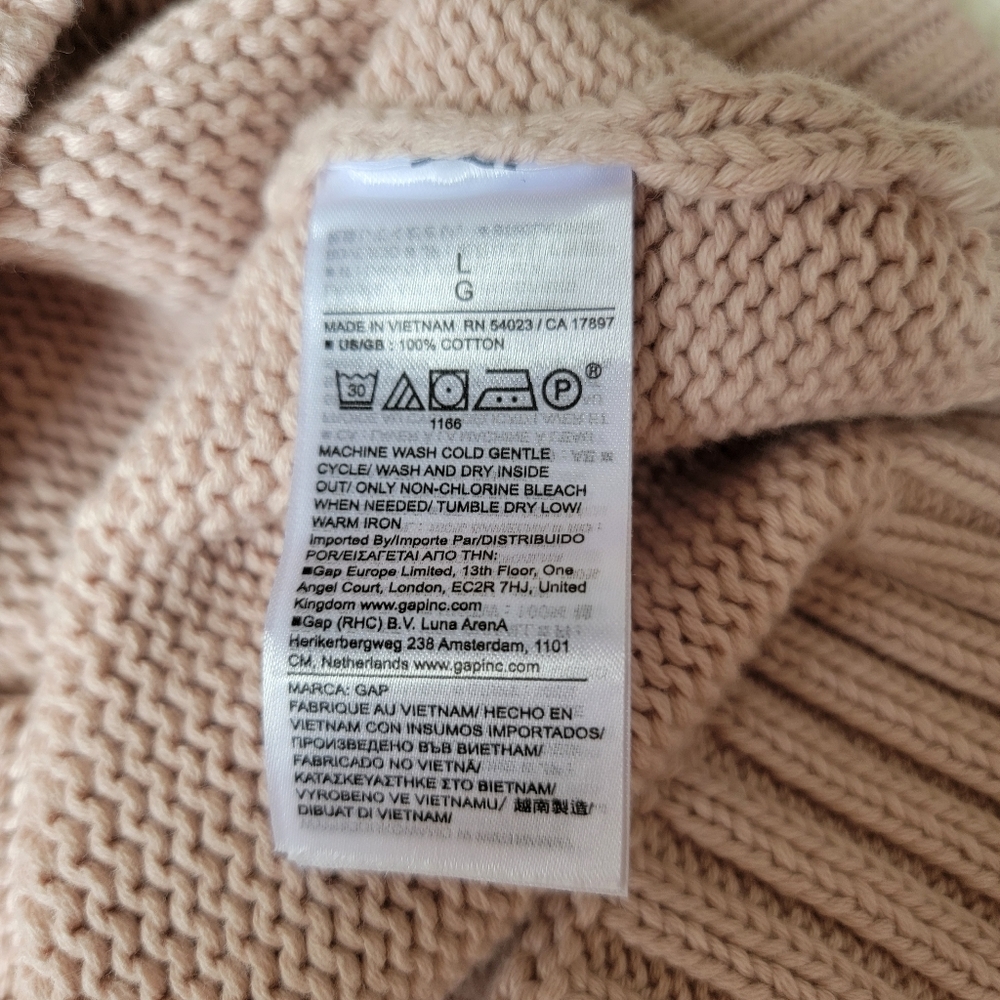 L
G
MADE IN VIETNAM RN 54023 / CA 17897
■ US/GB : 100% COTTON
30 P®
1166
MACHINE WASH COLD GENTLE
CYCLE/ WASH AND DRY INSIDE
OUT/ ONLY NON-CHLORINE BLEACH
WHEN NEEDED/ TUMBLE DRY LOW/
WARM IRON
Imported By/Importe Par/DISTRIBUIDO
POR/ΕΙΣΑΓΕΤΑΙ ΑΠΟ ΤΗΝ:
■Gap Europe Limited, 13th Floor, One
Angel Court, London, EC2R 7HJ, United
Kingdom www.gapinc.com
■Gap (RHC) B.V. Luna ArenA
Herikerbergweg 238 Amsterdam, 1101
CM, Netherlands www.gapinc.com
MARCA: GAP
FABRIQUE AU VIETNAM/ HECHO EN
VIETNAM CON INSUMOS IMPORTADOS/
ПРОИЗВЕДЕНО ВЪВ ВИЕТНАМ/
FABRICADO NO VIETNÃ/
ΚΑΤΑΣΚΕΥΑΣΤΗΚΕ ΣΤΟ ΒΙΕΤΝΑΜ/
VYROBENO VE VIETNAMU/ 越南製造/
DIBUAT DI VIETNAM/